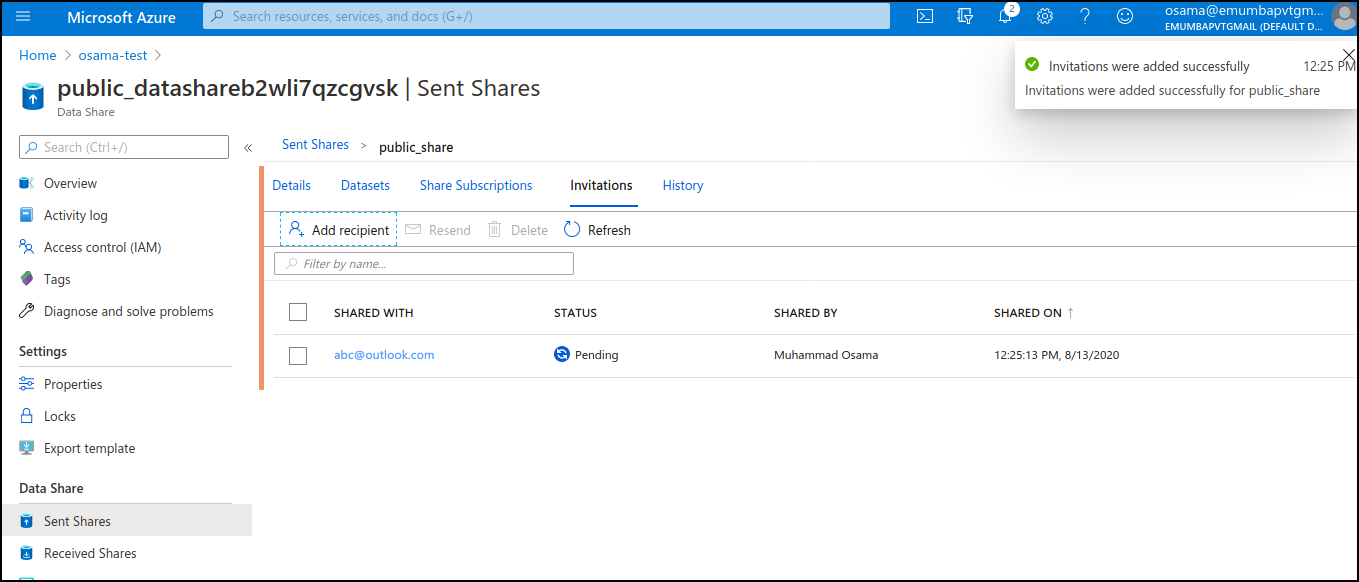 Microsoft Azure
Search resources, services, and docs (G+/)
2
osama@emumbapvtgm...
EMUMBAPVTGMAIL (DEFAULT D...
Home > osama-test >
public_datashareb2wli7qzcgvsk | Sent Shares
Data Share
Invitations were added successfully 12:25 PM
Invitations were added successfully for public_share
Search (Ctrl+/)
«
Overview
Activity log
Access control (IAM)
Tags
Diagnose and solve problems
Settings
Properties
Locks
Export template
Data Share
Sent Shares
Received Shares
Sent Shares > public_share
Details Datasets Share Subscriptions Invitations History
Add recipient Resend Delete Refresh
Filter by name...
SHARED WITH STATUS SHARED BY SHARED ON ↑
abc@outlook.com Pending Muhammad Osama 12:25:13 PM, 8/13/2020